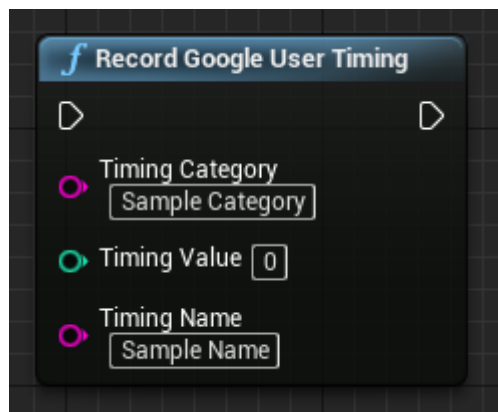 f Record Google User Timing
Timing Category
Sample Category
Timing Value 0
Timing Name
Sample Name